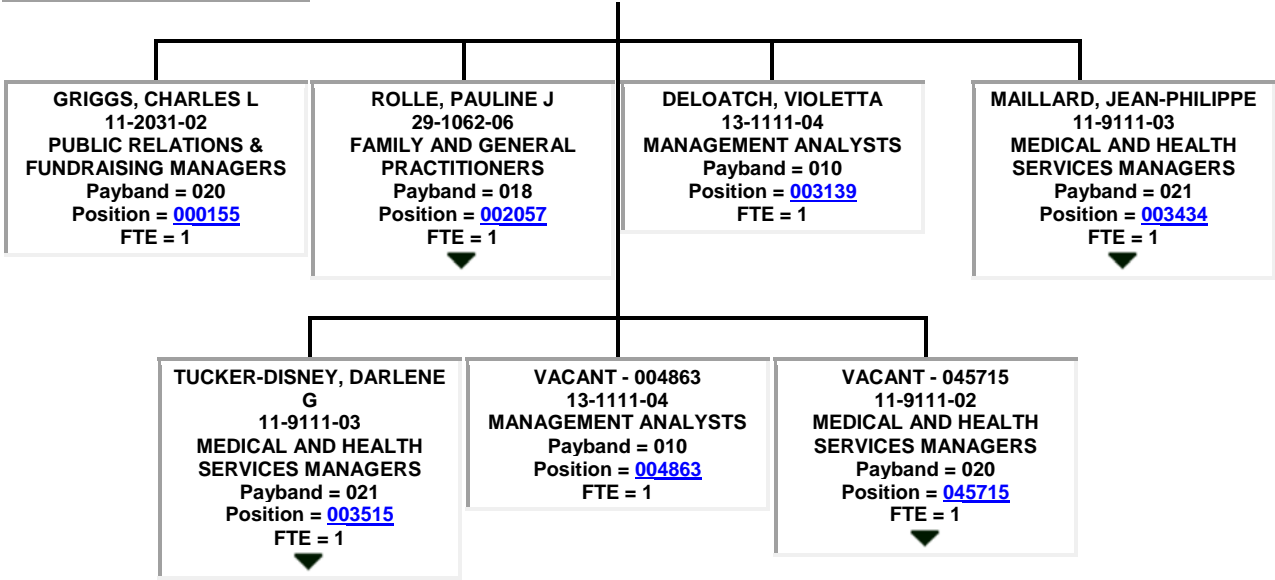 GRIGGS, CHARLES L
11-2031-02
PUBLIC RELATIONS &
FUNDRAISING MANAGERS
Payband = 020
Position = 000155
FTE = 1
ROLLE, PAULINE J
29-1062-06
FAMILY AND GENERAL
PRACTITIONERS
Payband = 018
Position = 002057
FTE = 1
DELOATCH, VIOLETTA
13-1111-04
MANAGEMENT ANALYSTS
Payband = 010
Position = 003139
FTE = 1
MAILLARD, JEAN-PHILIPPE
11-9111-03
MEDICAL AND HEALTH
SERVICES MANAGERS
Payband = 021
Position = 003434
FTE = 1
TUCKER-DISNEY, DARLENE
G
11-9111-03
MEDICAL AND HEALTH
SERVICES MANAGERS
Payband = 021
Position = 003515
FTE = 1
VACANT - 004863
13-1111-04
MANAGEMENT ANALYSTS
Payband = 010
Position = 004863
FTE = 1
VACANT - 045715
11-9111-02
MEDICAL AND HEALTH
SERVICES MANAGERS
Payband = 020
Position = 045715
FTE = 1